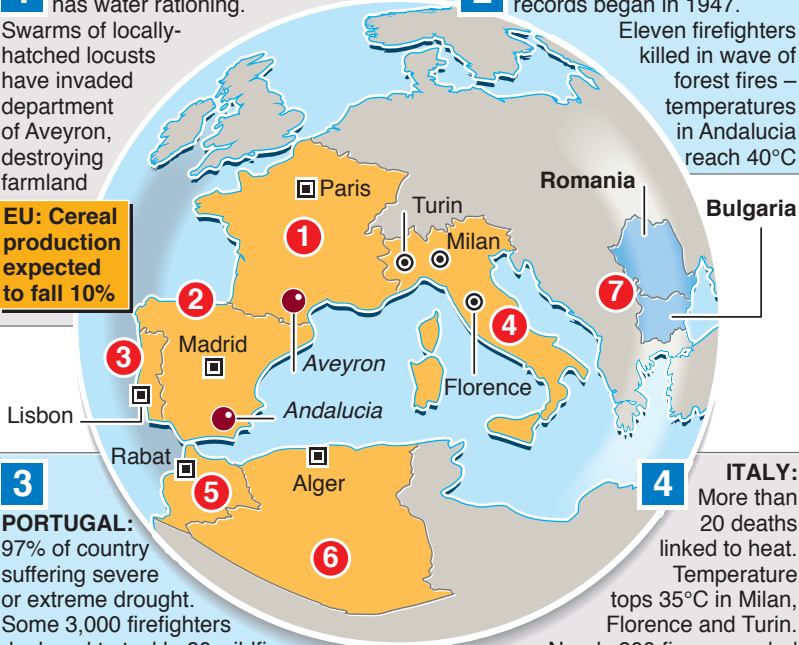 1
has water rationing.
Swarms of locally-
hatched locusts
have invaded
department
of Aveyron,
destroying
farmland
EU: Cereal
production
expected
to fall 10%
2
records began in 1947.
Eleven firefighters
killed in wave of
forest fires –
temperatures
in Andalucia
reach 40°C
Romania
Bulgaria
Paris
Turin
Milan
1
2
7
4
3
Madrid
Aveyron
Florence
Andalucia
Lisbon
Rabat
Alger
5
6
3
PORTUGAL:
97% of country
suffering severe
or extreme drought.
Some 3,000 firefighters
4
ITALY:
More than
20 deaths
linked to heat.
Temperature
tops 35°C in Milan,
Florence and Turin.